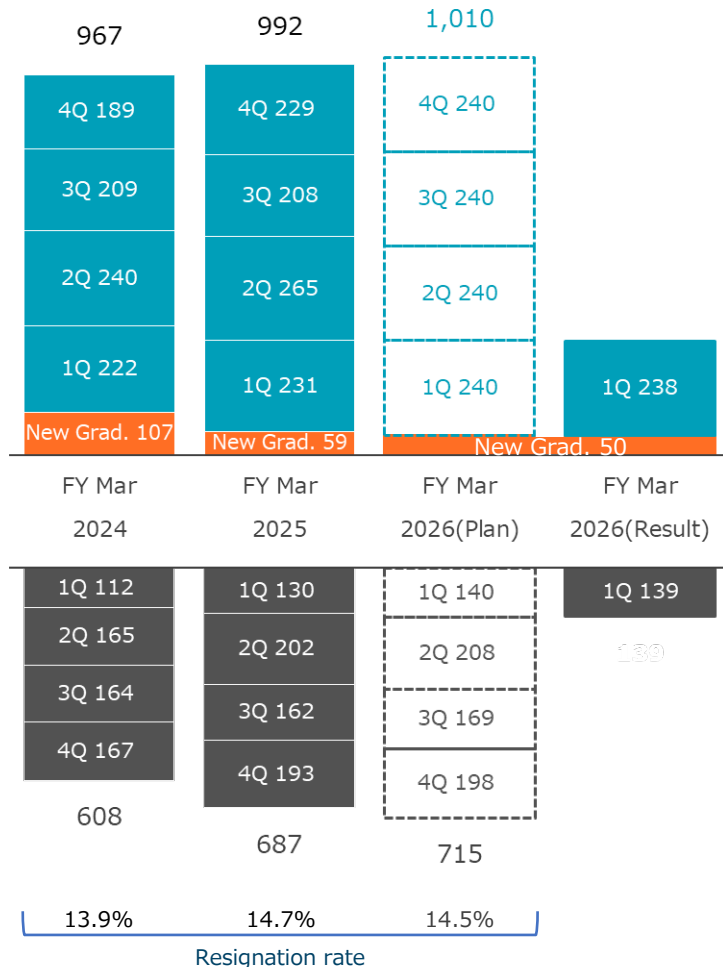 967
992
1,010
4Q 189
4Q 229
4Q 240
3Q 209
3Q 208
3Q 240
2Q 240
2Q 265
2Q 240
1Q 222
1Q 231
1Q 240
1Q 238
New Grad. 107
New Grad. 59
New Grad. 50
FY Mar
2024
FY Mar
2025
FY Mar
2026(Plan)
FY Mar
2026(Result)
1Q 112
1Q 130
1Q 140
1Q 139
2Q 165
2Q 202
2Q 208
139
3Q 164
3Q 162
3Q 169
4Q 167
4Q 193
4Q 198
608
687
715
13.9%
14.7%
14.5%
Resignation rate